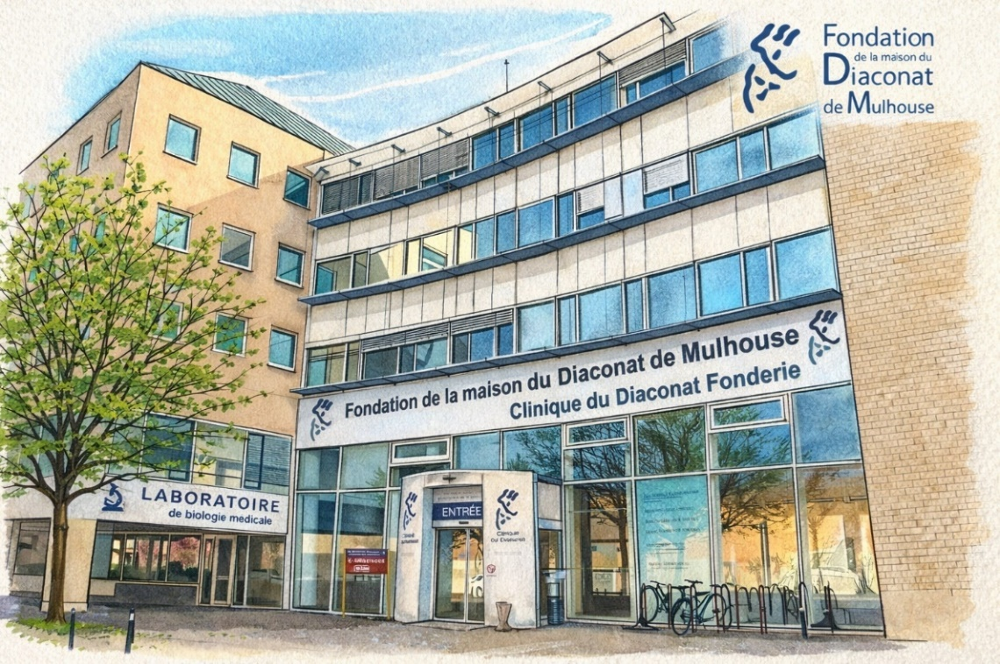 Fondation
de la maison du
Diaconat
de Mulhouse
Fondation de la maison du Diaconat de Mulhouse
Clinique du Diaconat Fonderie
LABORATOIRE
de biologie medicale
ENTRÉE